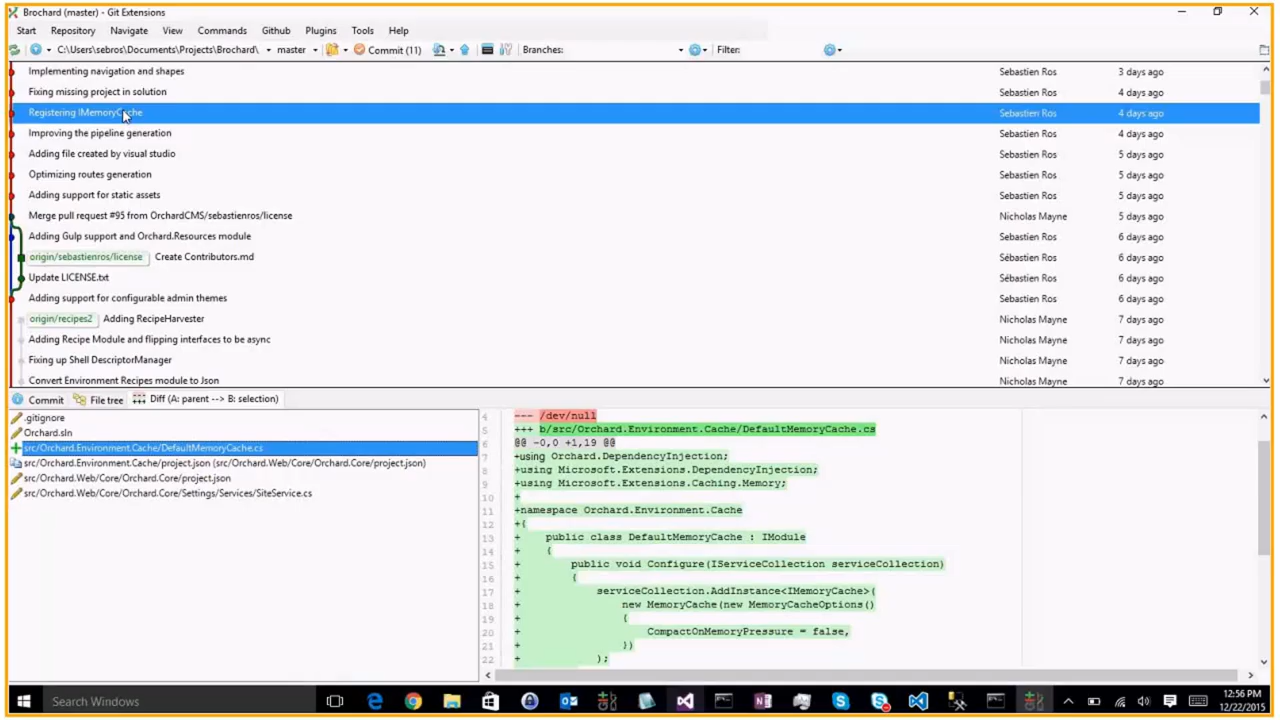 Brochard (master) - Git Extensions
Start Repository Navigate View Commands Github Plugins Tools Help
C:\Users\sebros\Documents\Projects\Brochard\ master Commit (11) Branches: Filter:
Implementing navigation and shapes Sebastien Ros 3 days ago
Fixing missing project in solution Sebastien Ros 4 days ago
Registering IMemoryCache Sebastien Ros 4 days ago
Improving the pipeline generation Sebastien Ros 4 days ago
Adding file created by visual studio Sebastien Ros 5 days ago
Optimizing routes generation Sebastien Ros 5 days ago
Adding support for static assets Sébastien Ros 5 days ago
Merge pull request #95 from OrchardCMS/sebastienros/license Nicholas Mayne 5 days ago
Adding Gulp support and Orchard.Resources module Sébastien Ros 6 days ago
origin/sebastienros/license Create Contributors.md Sébastien Ros 6 days ago
Update LICENSE.txt Sébastien Ros 6 days ago
Adding support for configurable admin themes Sébastien Ros 6 days ago
origin/recipes2 Adding RecipeHarvester Nicholas Mayne 7 days ago
Adding Recipe Module and flipping interfaces to be async Nicholas Mayne 7 days ago
Fixing up Shell DescriptorManager Nicholas Mayne 7 days ago
Convert Environment Recipes module to Json Nicholas Mayne 7 days ago
Commit File tree Diff (A: parent --> B: selection)
.gitignore
Orchard.sln
src/Orchard.Environment.Cache/DefaultMemoryCache.cs
src/Orchard.Environment.Cache/project.json (src/Orchard.Web/Core/Orchard.Core/project.json)
src/Orchard.Web/Core/Orchard.Core/project.json
src/Orchard.Web/Core/Orchard.Core/Settings/Services/SiteService.cs
4 --- /dev/null
5 +++ b/src/Orchard.Environment.Cache/DefaultMemoryCache.cs
6 @@ -0,0 +1,19 @@
7 +using Orchard.DependencyInjection;
8 +using Microsoft.Extensions.DependencyInjection;
9 +using Microsoft.Extensions.Caching.Memory;
10 +
11 +namespace Orchard.Environment.Cache
12 +{
13 + public class DefaultMemoryCache : IModule
14 + {
15 + public void Configure(IServiceCollection serviceCollection)
16 + {
17 + serviceCollection.AddInstance<IMemoryCache>(
18 + new MemoryCache(new MemoryCacheOptions()
19 + {
20 + CompactOnMemoryPressure = false,
21 + })
22 + );
Search Windows
12:56 PM
12/22/2015